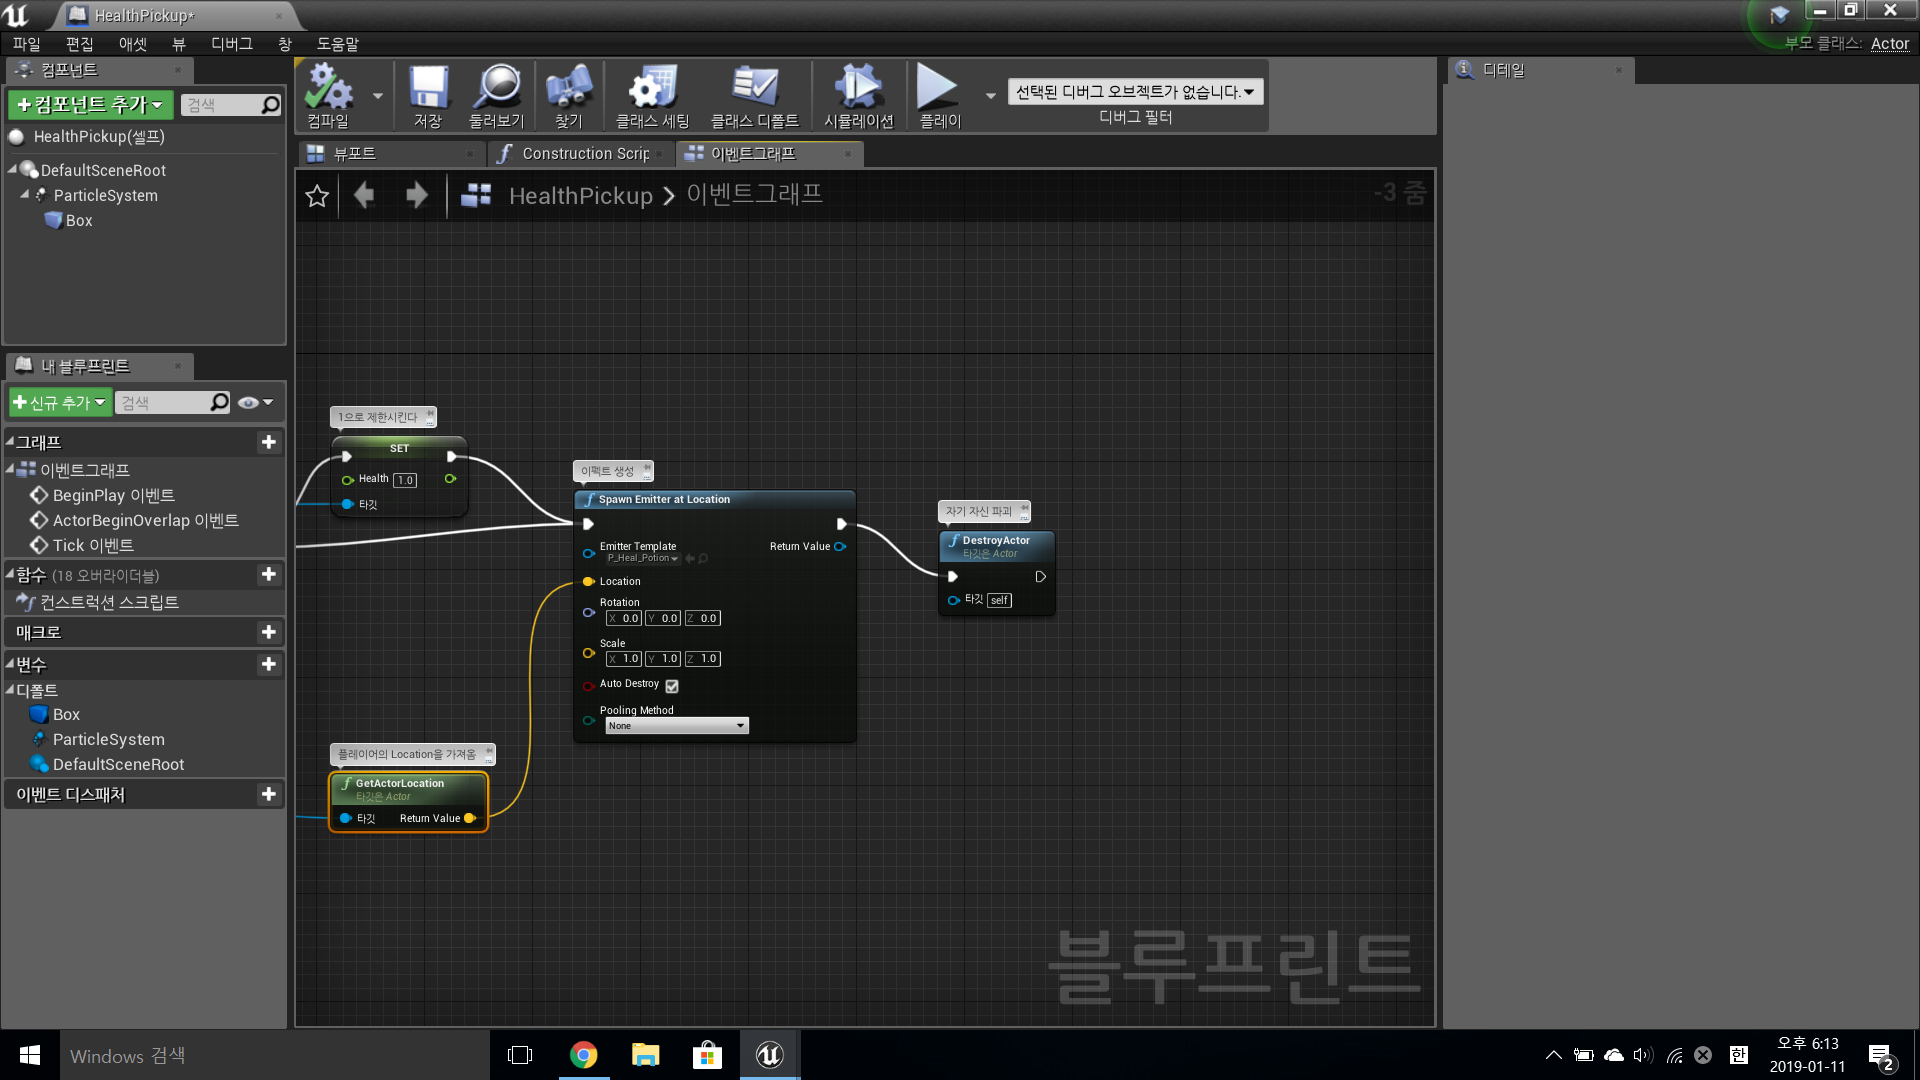 HealthPickup*
파일 편집 애셋 뷰 디버그 창 도움말
부모 클래스: Actor
컴포넌트
+컴포넌트 추가
검색
HealthPickup(셀프)
DefaultSceneRoot
ParticleSystem
Box
컴파일
저장
둘러보기
찾기
클래스 세팅
클래스 디폴트
시뮬레이션
플레이
선택된 디버그 오브젝트가 없습니다.
디버그 필터
디테일
뷰포트
Construction Scrip
이벤트그래프
HealthPickup > 이벤트그래프
-3 줌
내 블루프린트
+신규 추가
검색
그래프
이벤트그래프
BeginPlay 이벤트
ActorBeginOverlap 이벤트
Tick 이벤트
함수 (18 오버라이더블)
컨스트럭션 스크립트
매크로
변수
디폴트
Box
ParticleSystem
DefaultSceneRoot
이벤트 디스패처
1으로 제한시킨다
SET
Health 1.0
타깃
이펙트 생성
Spawn Emitter at Location
Emitter Template
P_Heal_Potion
Return Value
Location
Rotation
X 0.0 Y 0.0 Z 0.0
Scale
X 1.0 Y 1.0 Z 1.0
Auto Destroy
Pooling Method
None
자기 자신 파괴
DestroyActor
타깃은 Actor
타깃 self
플레이어의 Location을 가져옴
GetActorLocation
타깃은 Actor
타깃 Return Value
블루프린트
Windows 검색
한
오후 6:13
2019-01-11
2